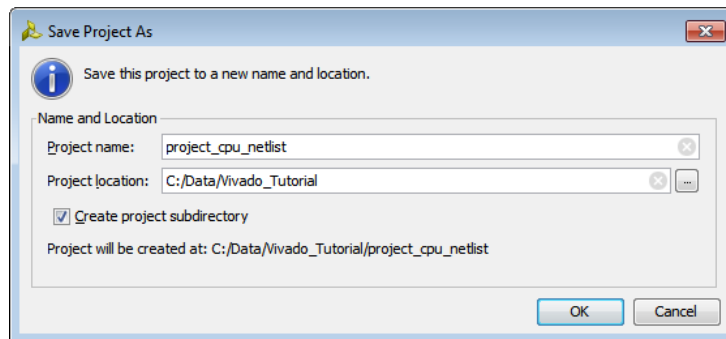 Save Project As
Save this project to a new name and location.
Name and Location
Project name: project_cpu_netlist
Project location: C:/Data/Vivado_Tutorial ...
Create project subdirectory
Project will be created at: C:/Data/Vivado_Tutorial/project_cpu_netlist
OK Cancel